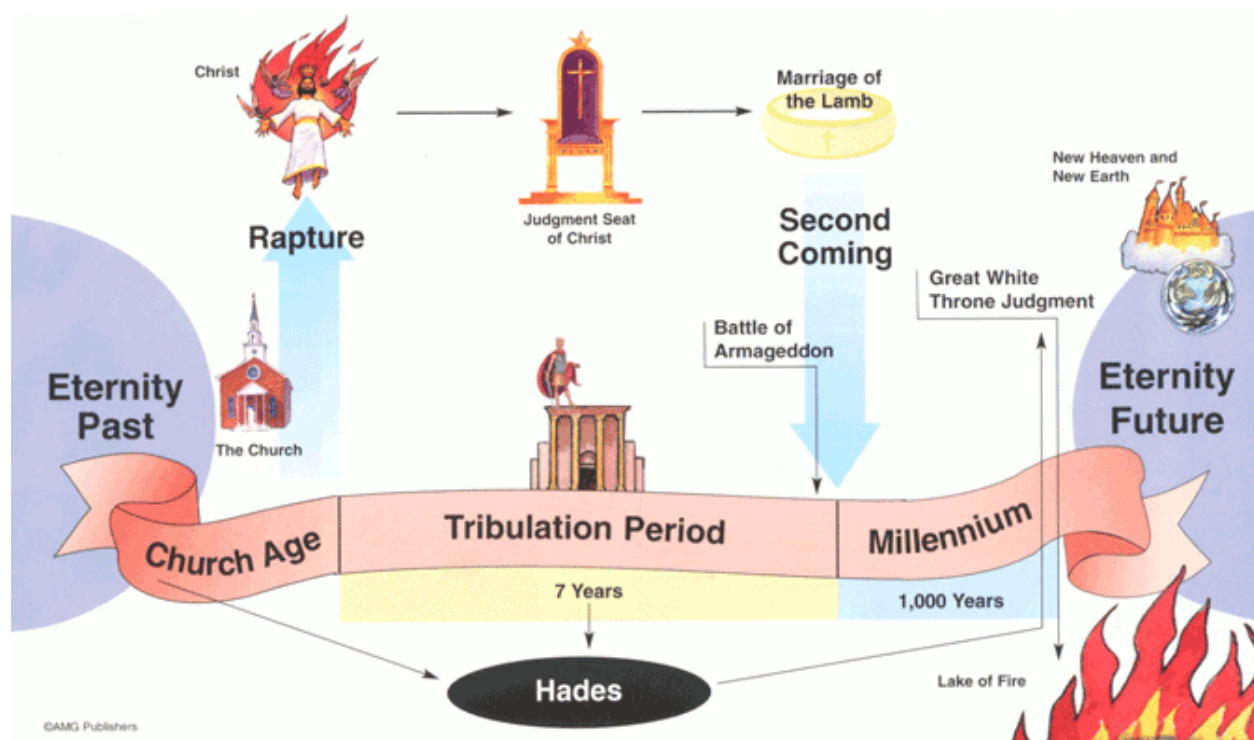 Christ
Marriage of
the Lamb
New Heaven and
New Earth
Judgment Seat
of Christ
Rapture
Second
Coming
Great White
Throne Judgment
Battle of
Armageddon
Eternity
Past
Eternity
Future
The Church
Church Age
Tribulation Period
Millennium
7 Years
1,000 Years
Hades
Lake of Fire
©AMG Publishers